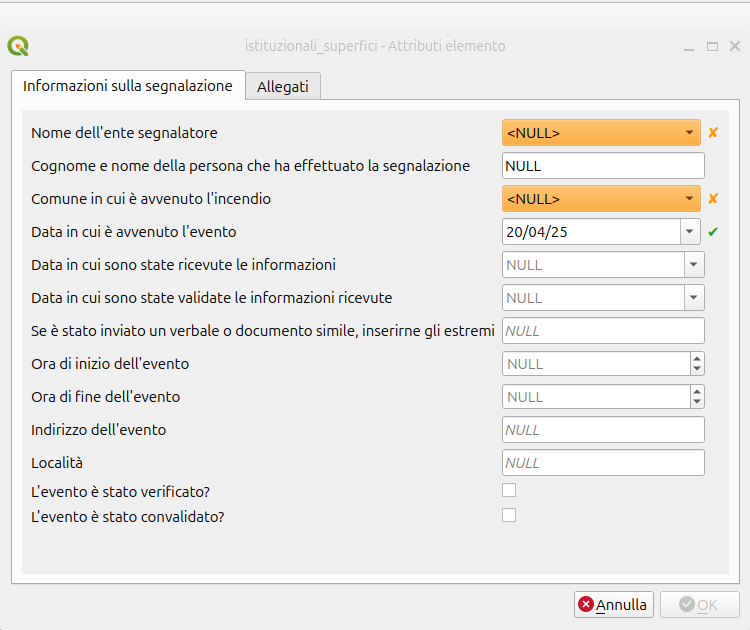 istituzionali_superfici - Attributi elemento
Informazioni sulla segnalazione Allegati
Nome dell'ente segnalatore <NULL>
Cognome e nome della persona che ha effettuato la segnalazione NULL
Comune in cui è avvenuto l'incendio <NULL>
Data in cui è avvenuto l'evento 20/04/25
Data in cui sono state ricevute le informazioni NULL
Data in cui sono state validate le informazioni ricevute NULL
Se è stato inviato un verbale o documento simile, inserirne gli estremi NULL
Ora di inizio dell'evento NULL
Ora di fine dell'evento NULL
Indirizzo dell'evento NULL
Località NULL
L'evento è stato verificato?
L'evento è stato convalidato?
Annulla OK